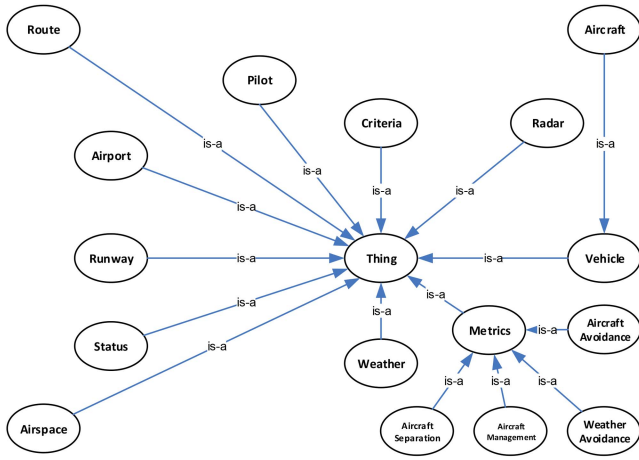 Route
Aircraft
Pilot
Criteria
Radar
is-a
is-a
Airport
is-a
is-a
is-a
is-a
Runway
is-a
Thing
is-a
Vehicle
is-a
is-a
is-a
Status
is-a
Metrics
is-a
Aircraft
Avoidance
Weather
is-a
is-a
is-a
Airspace
Aircraft
Separation
Aircraft
Management
Weather
Avoidance